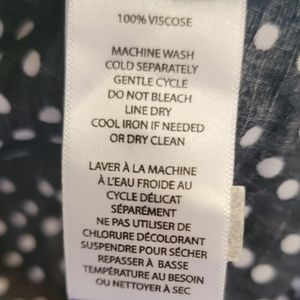 100% VISCOSE
MACHINE WASH
COLD SEPARATELY
GENTLE CYCLE
DO NOT BLEACH
LINE DRY
COOL IRON IF NEEDED
OR DRY CLEAN
LAVER À LA MACHINE
À L'EAU FROIDE AU
CYCLE DÉLICAT
SÉPARÉMENT
NE PAS UTILISER DE
CHLORURE DÉCOLORANT
SUSPENDRE POUR SÉCHER
REPASSER À BASSE
TEMPÉRATURE AU BESOIN
OU NETTOYER À SEC